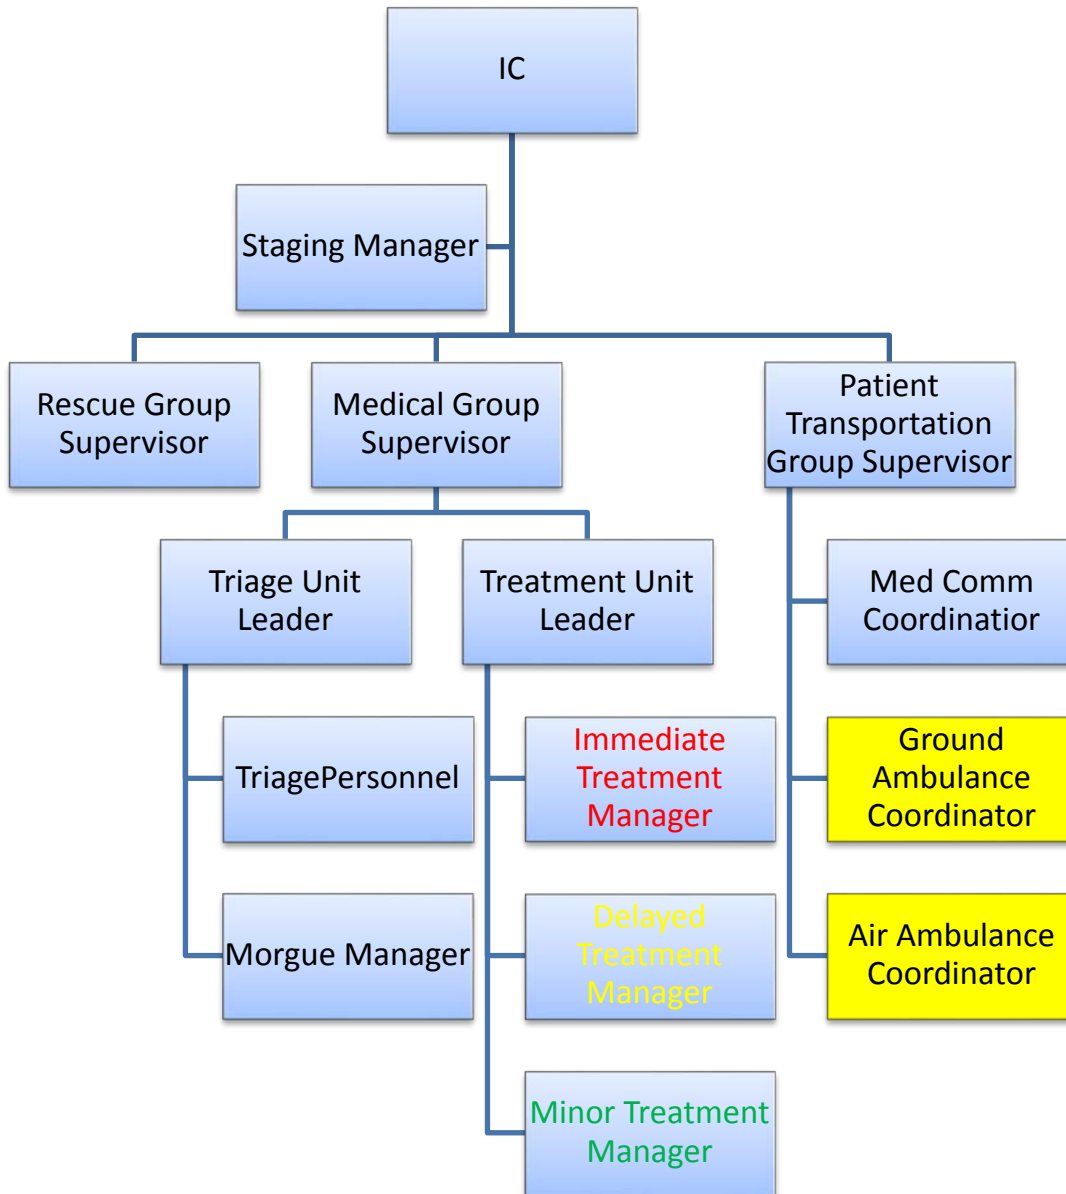 IC
Staging Manager
Rescue Group
Supervisor
Medical Group
Supervisor
Patient
Transportation
Group Supervisor
Triage Unit
Leader
Treatment Unit
Leader
Med Comm
Coordinatior
TriagePersonnel
Immediate
Treatment
Manager
Ground
Ambulance
Coordinator
Morgue Manager
Delayed
Treatment
Manager
Air Ambulance
Coordinator
Minor Treatment
Manager